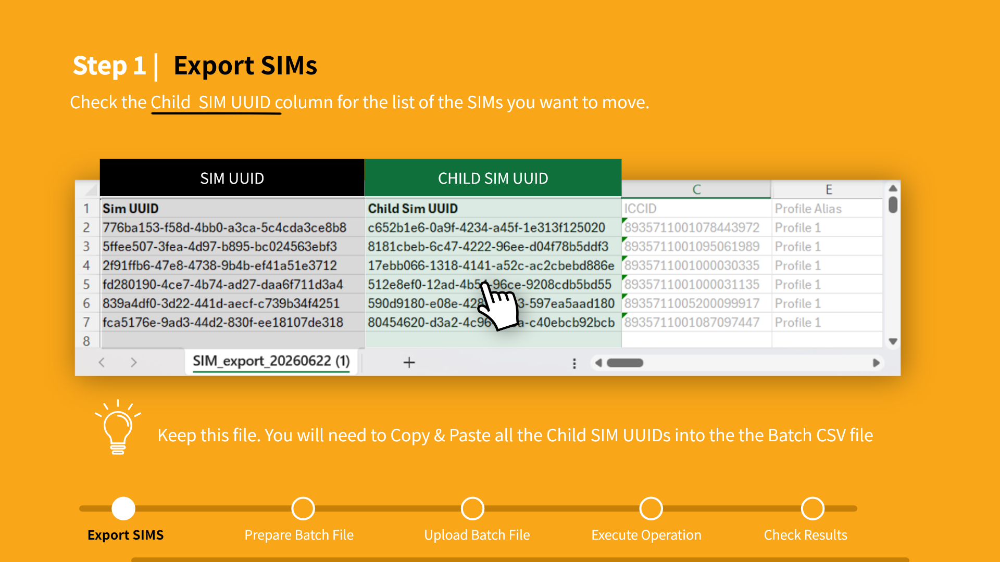 Step 1 | Export SIMs
Check the Child SIM UUID column for the list of the SIMs you want to move.
SIM UUID CHILD SIM UUID
C E
1 Sim UUID Child Sim UUID ICCID Profile Alias
2 776ba153-f58d-4bb0-a3ca-5c4cda3ce8b8 c652b1e6-0a9f-4234-a45f-1e313f125020 8935711001078443972 Profile 1
3 5ffee507-3fea-4d97-b895-bc024563ebf3 8181cbeb-6c47-4222-96ee-d04f78b5ddf3 8935711001095061989 Profile 1
4 2f91ffb6-47e8-4738-9b4b-ef41a51e3712 17ebb066-1318-4141-a52c-ac2cbebd886e 8935711001000030335 Profile 1
5 fd280190-4ce7-4b74-ad27-daa6f711d3a4 8935711001000031135 Profile 1
6 839a4df0-3d22-441d-aecf-c739b34f4251 8935711005200099917 Profile 1
7 fca5176e-9ad3-44d2-830f-ee18107de318 8935711001087097447 Profile 1
8
SIM_export_20260622 (1) +
Keep this file. You will need to Copy & Paste all the Child SIM UUIDs into the the Batch CSV file
Export SIMS Prepare Batch File Upload Batch File Execute Operation Check Results